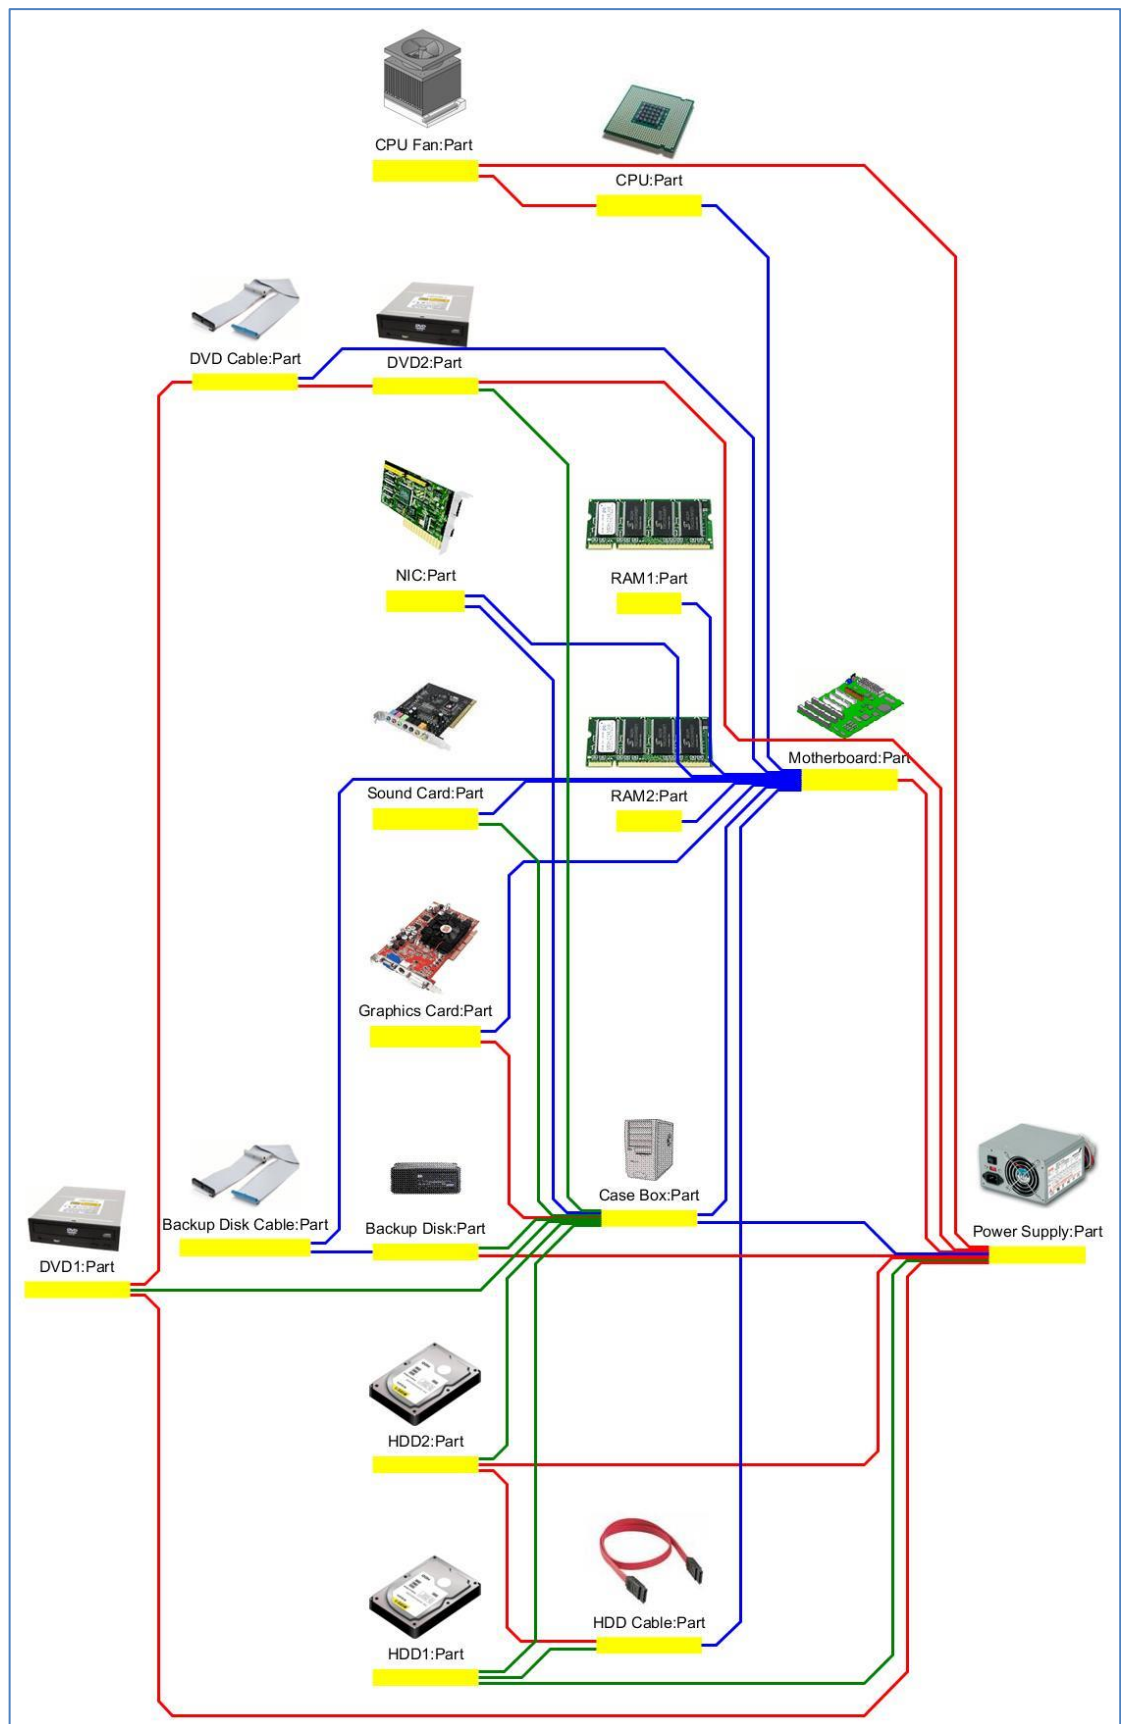 CPU Fan:Part
CPU:Part
DVD Cable:Part
DVD2:Part
NIC:Part
RAM1:Part
Motherboard:Part
Sound Card:Part
RAM2:Part
Graphics Card:Part
Case Box:Part
Backup Disk Cable:Part
Backup Disk:Part
Power Supply:Part
DVD1:Part
HDD2:Part
HDD Cable:Part
HDD1:Part